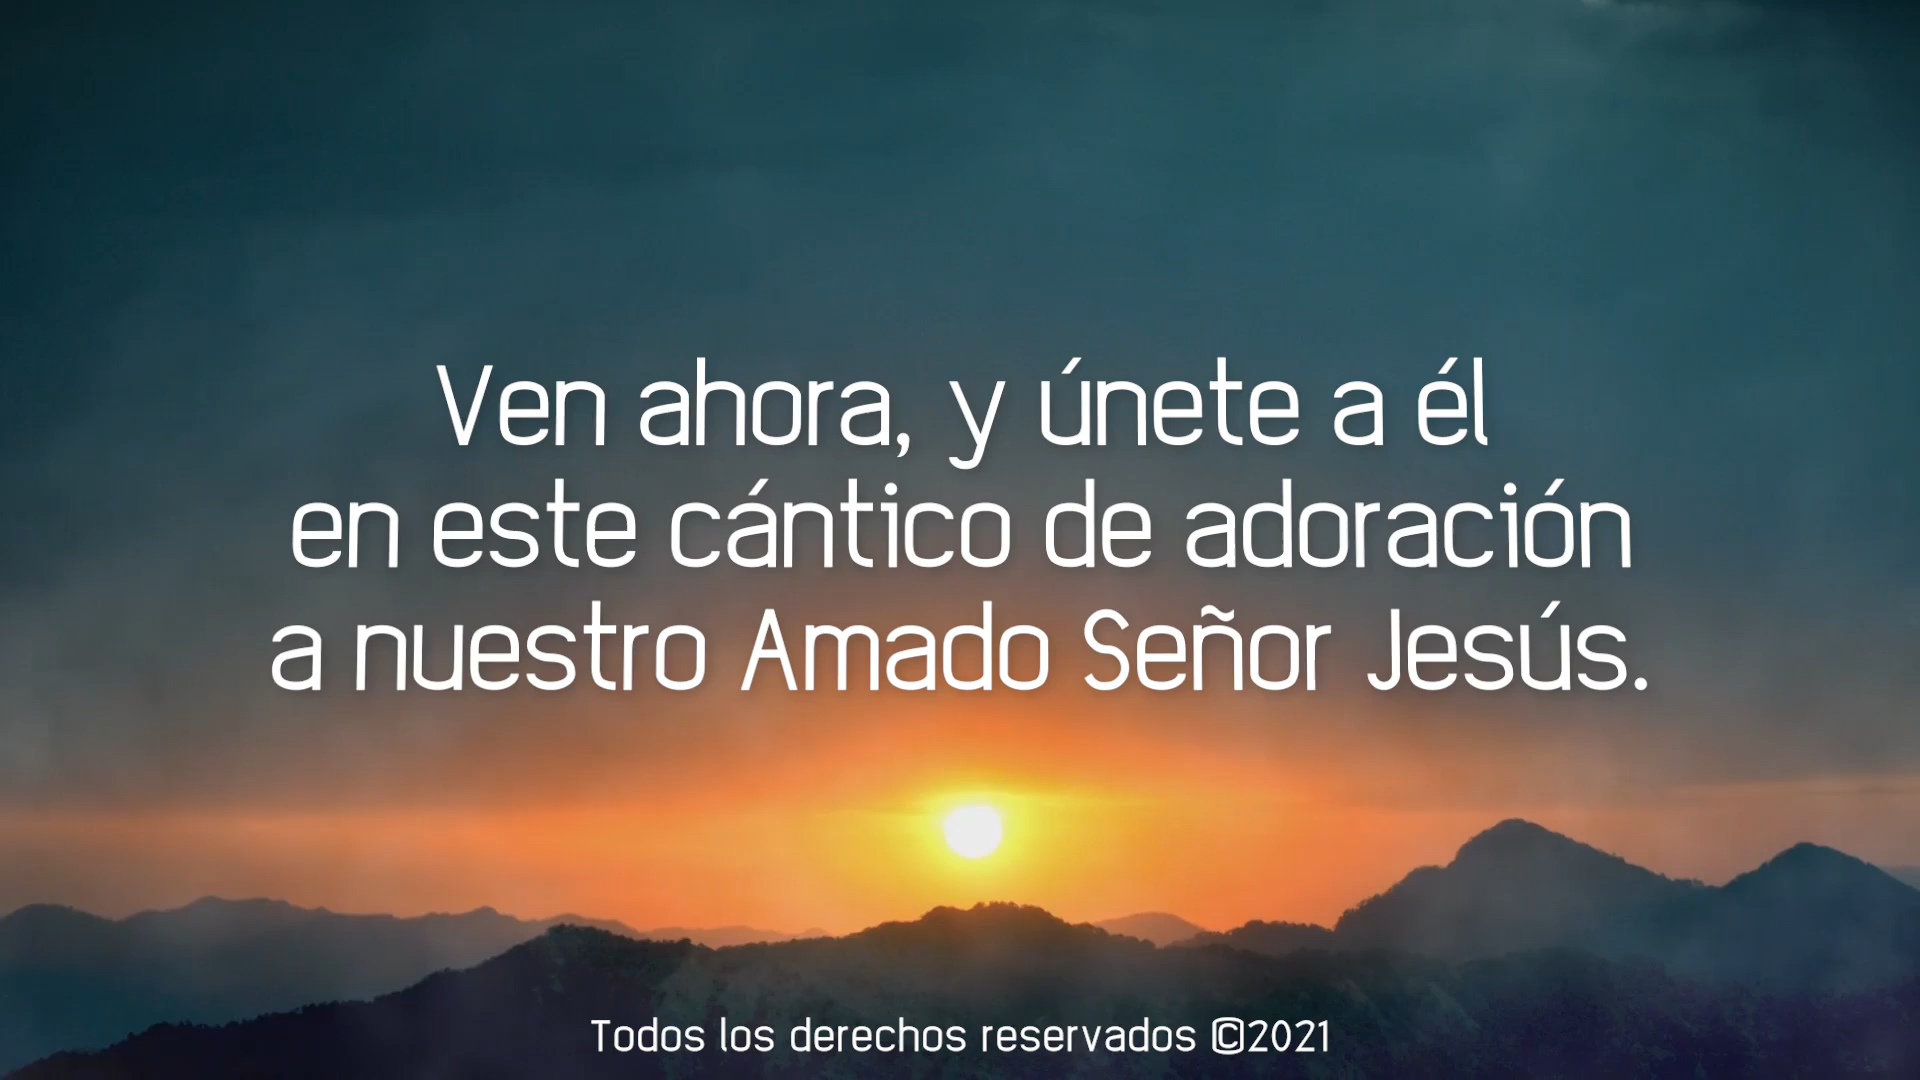 Ven ahora, y únete a él
en este cántico de adoración
a nuestro Amado Señor Jesús.
Todos los derechos reservados ©2021